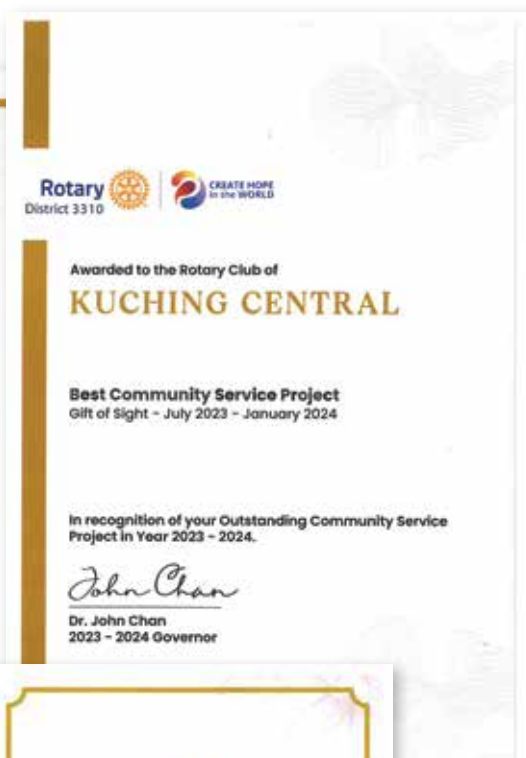 Rotary
District 3310
CREATE HOPE
in the WORLD
Awarded to the Rotary Club of
KUCHING CENTRAL
Best Community Service Project
Gift of Sight - July 2023 - January 2024
In recognition of your Outstanding Community Service
Project in Year 2023 - 2024.
John Chan
Dr. John Chan
2023 - 2024 Governor